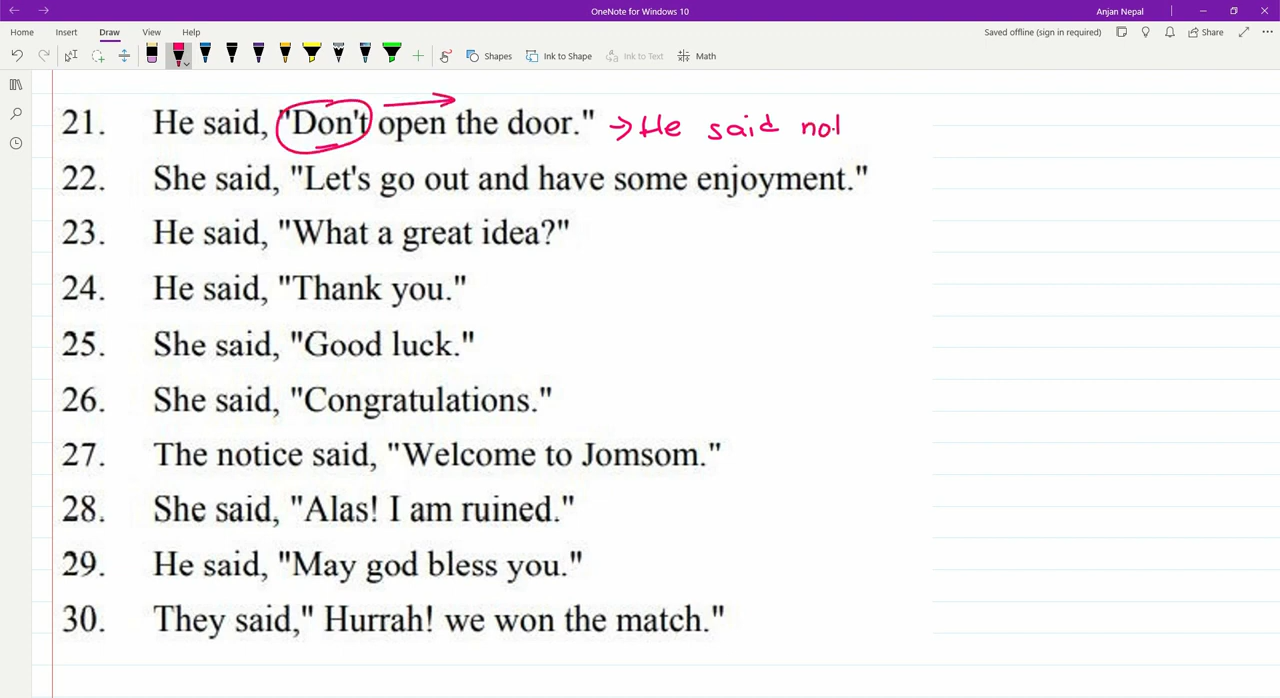 OneNote for Windows 10
Anjan Nepal
Home Insert Draw View Help
Saved offline (sign in required)
Share
Shapes
Ink to Shape
Ink to Text
Math
21. He said, "Don't open the door." → He said not
22. She said, "Let's go out and have some enjoyment."
23. He said, "What a great idea?"
24. He said, "Thank you."
25. She said, "Good luck."
26. She said, "Congratulations."
27. The notice said, "Welcome to Jomsom."
28. She said, "Alas! I am ruined."
29. He said, "May god bless you."
30. They said," Hurrah! we won the match."